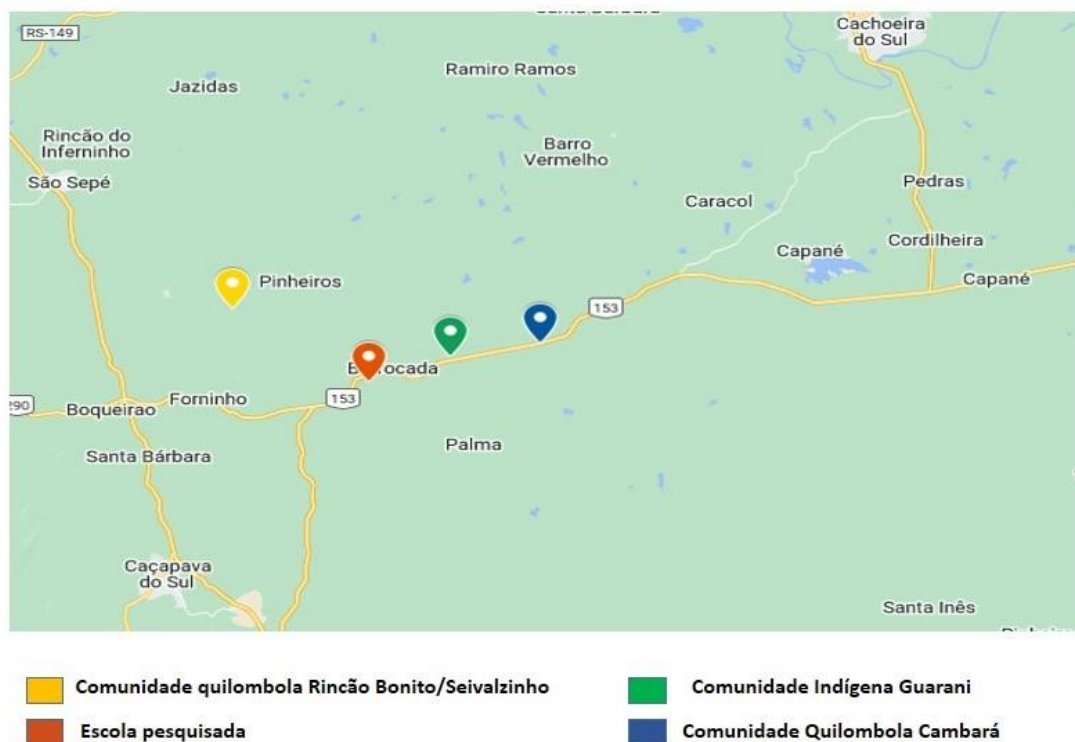 Cachoeira
do Sul
RS-149
Ramiro Ramos
Jazidas
Rincão do
Inferninho
Barro
Vermelho
São Sepé
Pedras
Caracol
Cordilheira
Capané
Pinheiros
Capané
153
153
290
Forninho
Boqueirao
Palma
Santa Bárbara
Caçapava
do Sul
Santa Inês
Comunidade quilombola Rincão Bonito/Seivalzinho
Comunidade Indígena Guarani
Escola pesquisada
Comunidade Quilombola Cambará